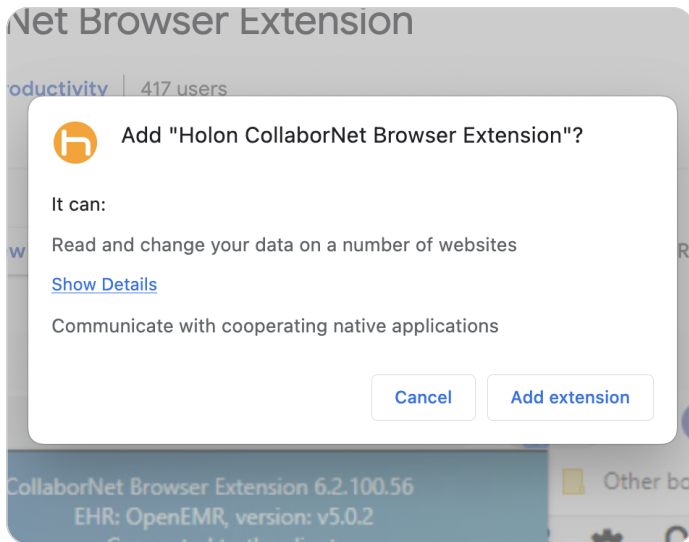 Net Browser Extension
roductivity
417 users
Add "Holon CollaborNet Browser Extension"?
It can:
Read and change your data on a number of websites
Show Details
Communicate with cooperating native applications
Cancel
Add extension
CollaborNet Browser Extension 6.2.100.56
EHR: OpenEMR, version: v5.0.2
Other bo